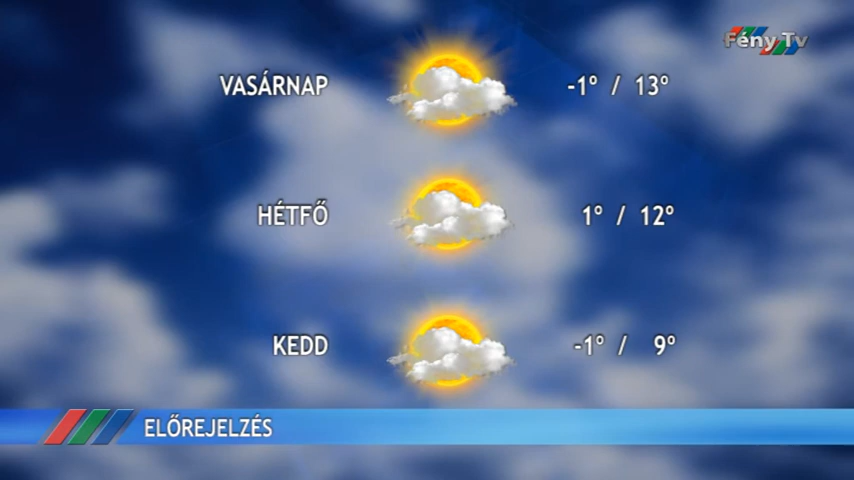 Fény Tv
VASÁRNAP -1° / 13°
HÉTFŐ 1° / 12°
KEDD -1° / 9°
ELŐREJELZÉS